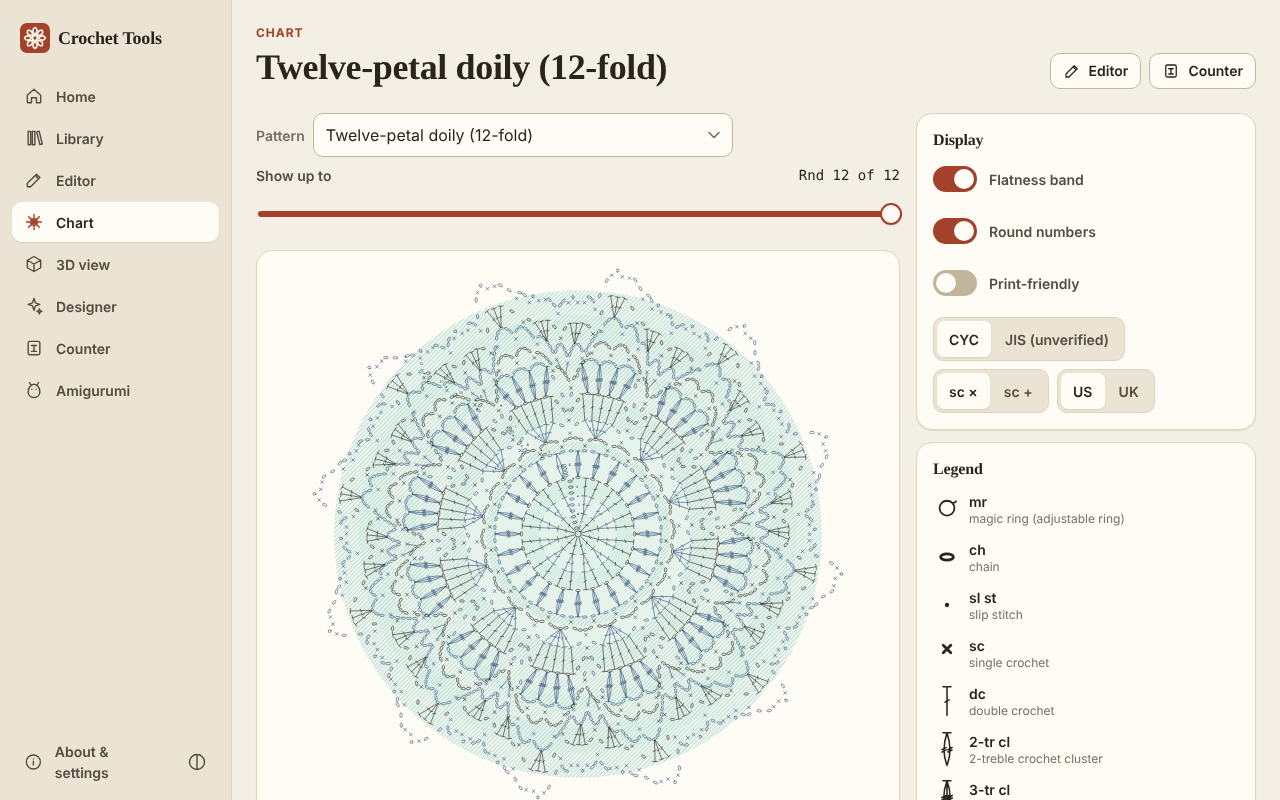 Crochet Tools
Home
Library
Editor
Chart
3D view
Designer
Counter
Amigurumi
About &
settings
CHART
Twelve-petal doily (12-fold)
Editor
Counter
Pattern
Twelve-petal doily (12-fold)
Show up to
Rnd 12 of 12
Display
Flatness band
Round numbers
Print-friendly
CYC
JIS (unverified)
sc ×
sc +
US
UK
Legend
mr
magic ring (adjustable ring)
ch
chain
sl st
slip stitch
sc
single crochet
dc
double crochet
2-tr cl
2-treble crochet cluster
3-tr cl